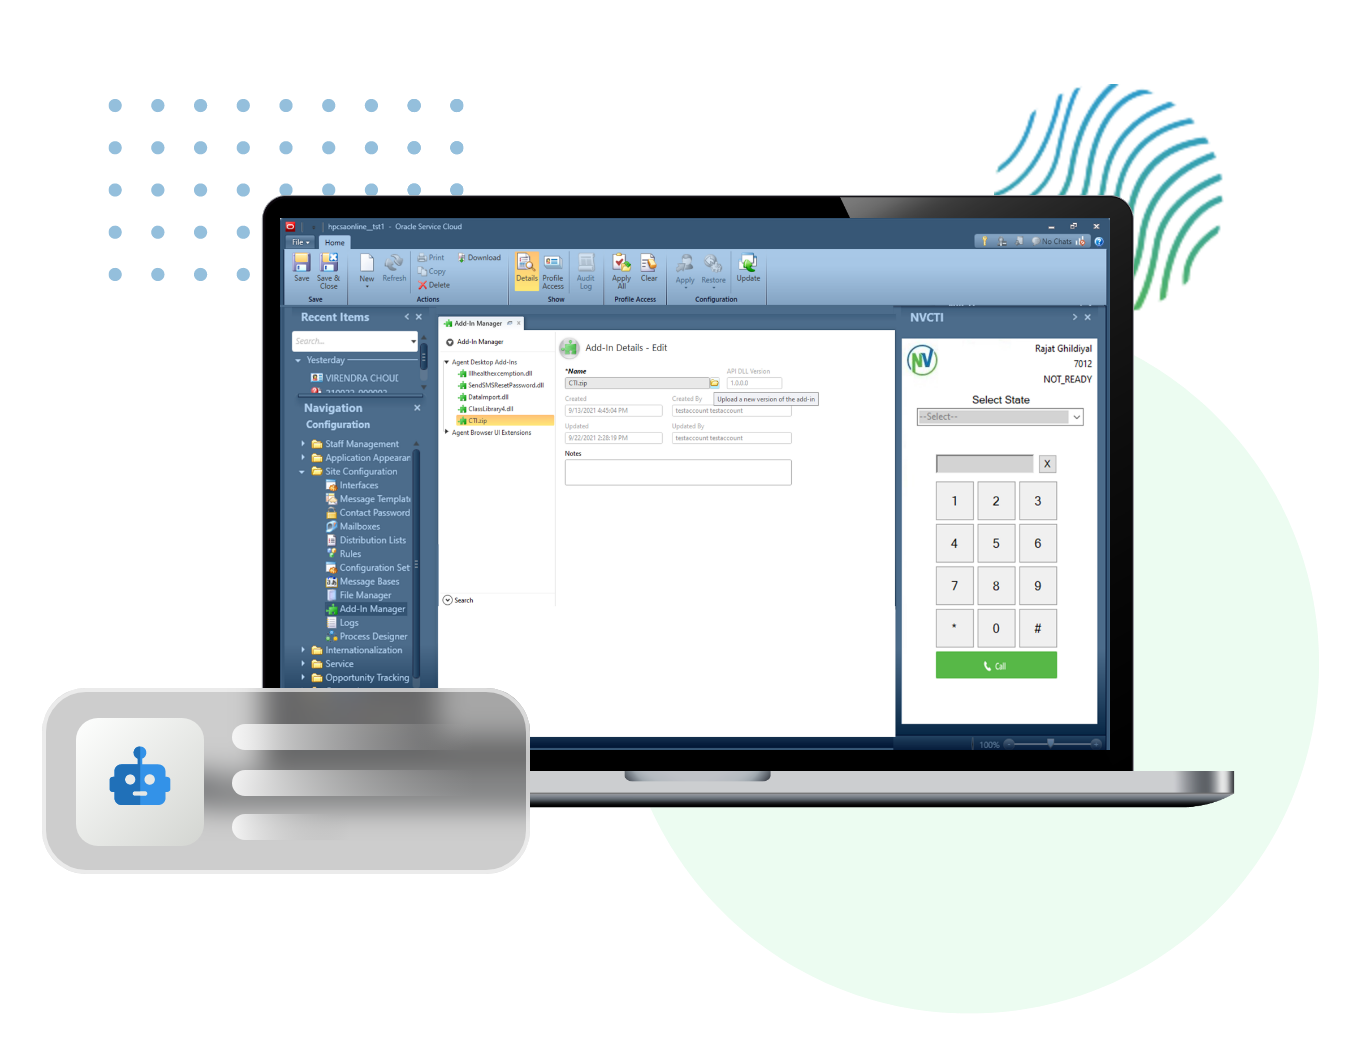 hpcsaonline_tst1 - Oracle Service Cloud
File
Home
No Chats
Save
Save & Close
Save
New
Refresh
Print
Copy
Delete
Download
Actions
Details
Profile Access
Audit Log
Show
Apply All
Clear
Profile Access
Apply
Restore
Update
Configuration
Recent Items
Search...
Yesterday
VIRENDRA CHOU
Navigation
Configuration
Staff Management
Application Appearan
Site Configuration
Interfaces
Message Templat
Contact Password
Mailboxes
Distribution Lists
Rules
Configuration Set
Message Bases
File Manager
Add-In Manager
Logs
Process Designer
Internationalization
Service
Opportunity Tracking
Add-In Manager
Add-In Manager
Agent Desktop Add-Ins
Illhealthexcemption.dll
SendSMSResetPassword.dll
DataImport.dll
ClassLibrary4.dll
CTI.zip
Agent Browser UI Extensions
Search
Add-In Details - Edit
*Name
API DLL Version
CTI.zip
1.0.0.0
Upload a new version of the add-in
Created
Created By
9/13/2021 4:45:04 PM
testaccount testaccount
Updated
Updated By
9/22/2021 2:28:19 PM
testaccount testaccount
Notes
NVCTI
NV
Rajat Ghildiyal
7012
NOT_READY
Select State
--Select--
X
1 2 3
4 5 6
7 8 9
* 0 #
Call
100%